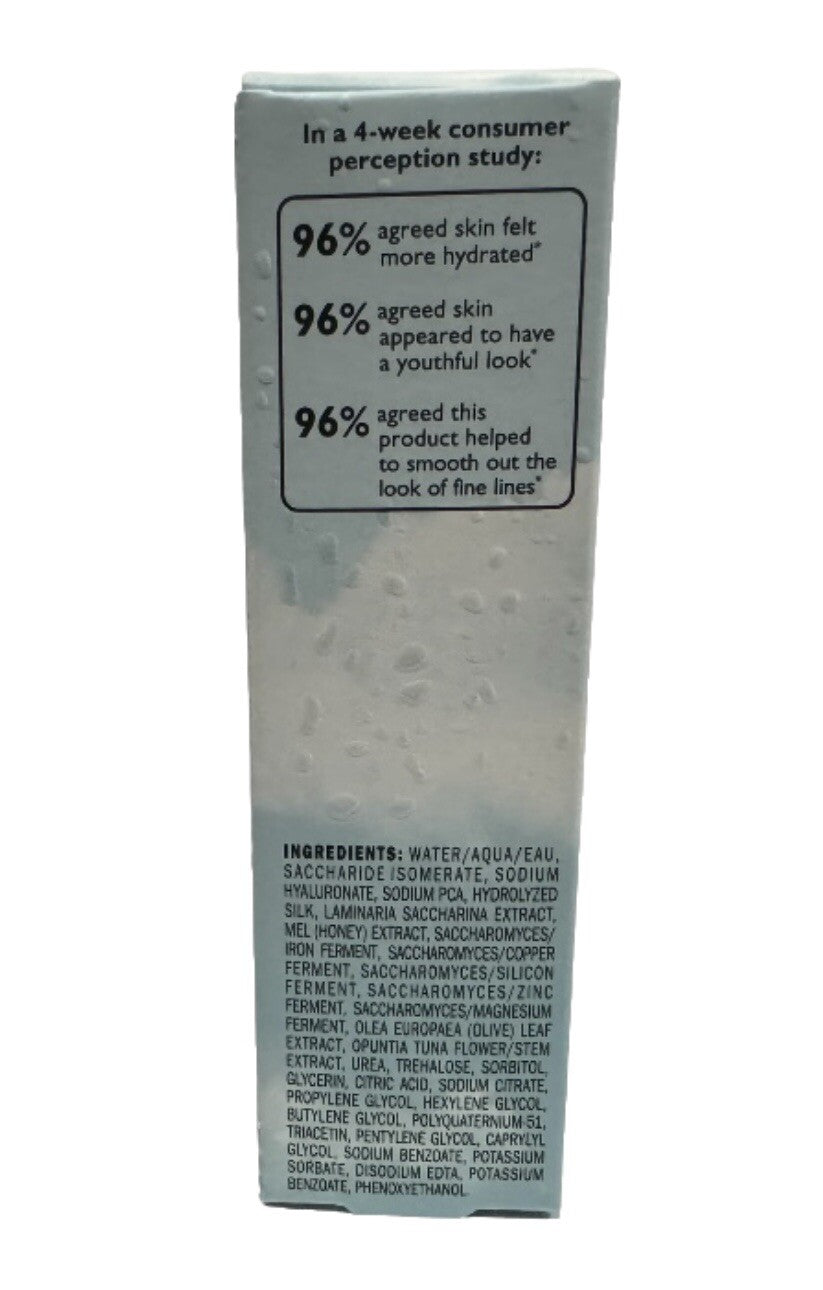 In a 4-week consumer
perception study:
96% agreed skin felt
more hydrated*
96% agreed skin
appeared to have
a youthful look*
96% agreed this
product helped
to smooth out the
look of fine lines*
INGREDIENTS: WATER/AQUA/EAU,
SACCHARIDE ISOMERATE, SODIUM
HYALURONATE, SODIUM PCA, HYDROLYZED
SILK, LAMINARIA SACCHARINA EXTRACT,
MEL (HONEY) EXTRACT, SACCHAROMYCES/
IRON FERMENT, SACCHAROMYCES/COPPER
FERMENT, SACCHAROMYCES/SILICON
FERMENT, SACCHAROMYCES/ZINC
FERMENT, SACCHAROMYCES/MAGNESIUM
FERMENT, OLEA EUROPAEA (OLIVE) LEAF
EXTRACT, OPUNTIA TUNA FLOWER/STEM
EXTRACT, UREA, TREHALOSE, SORBITOL,
GLYCERIN, CITRIC ACID, SODIUM CITRATE,
PROPYLENE GLYCOL, HEXYLENE GLYCOL,
BUTYLENE GLYCOL, POLYQUATERNIUM-51,
TRIACETIN, PENTYLENE GLYCOL, CAPRYLYL
GLYCOL, SODIUM BENZOATE, POTASSIUM
SORBATE, DISODIUM EDTA, POTASSIUM
BENZOATE, PHENOXYETHANOL